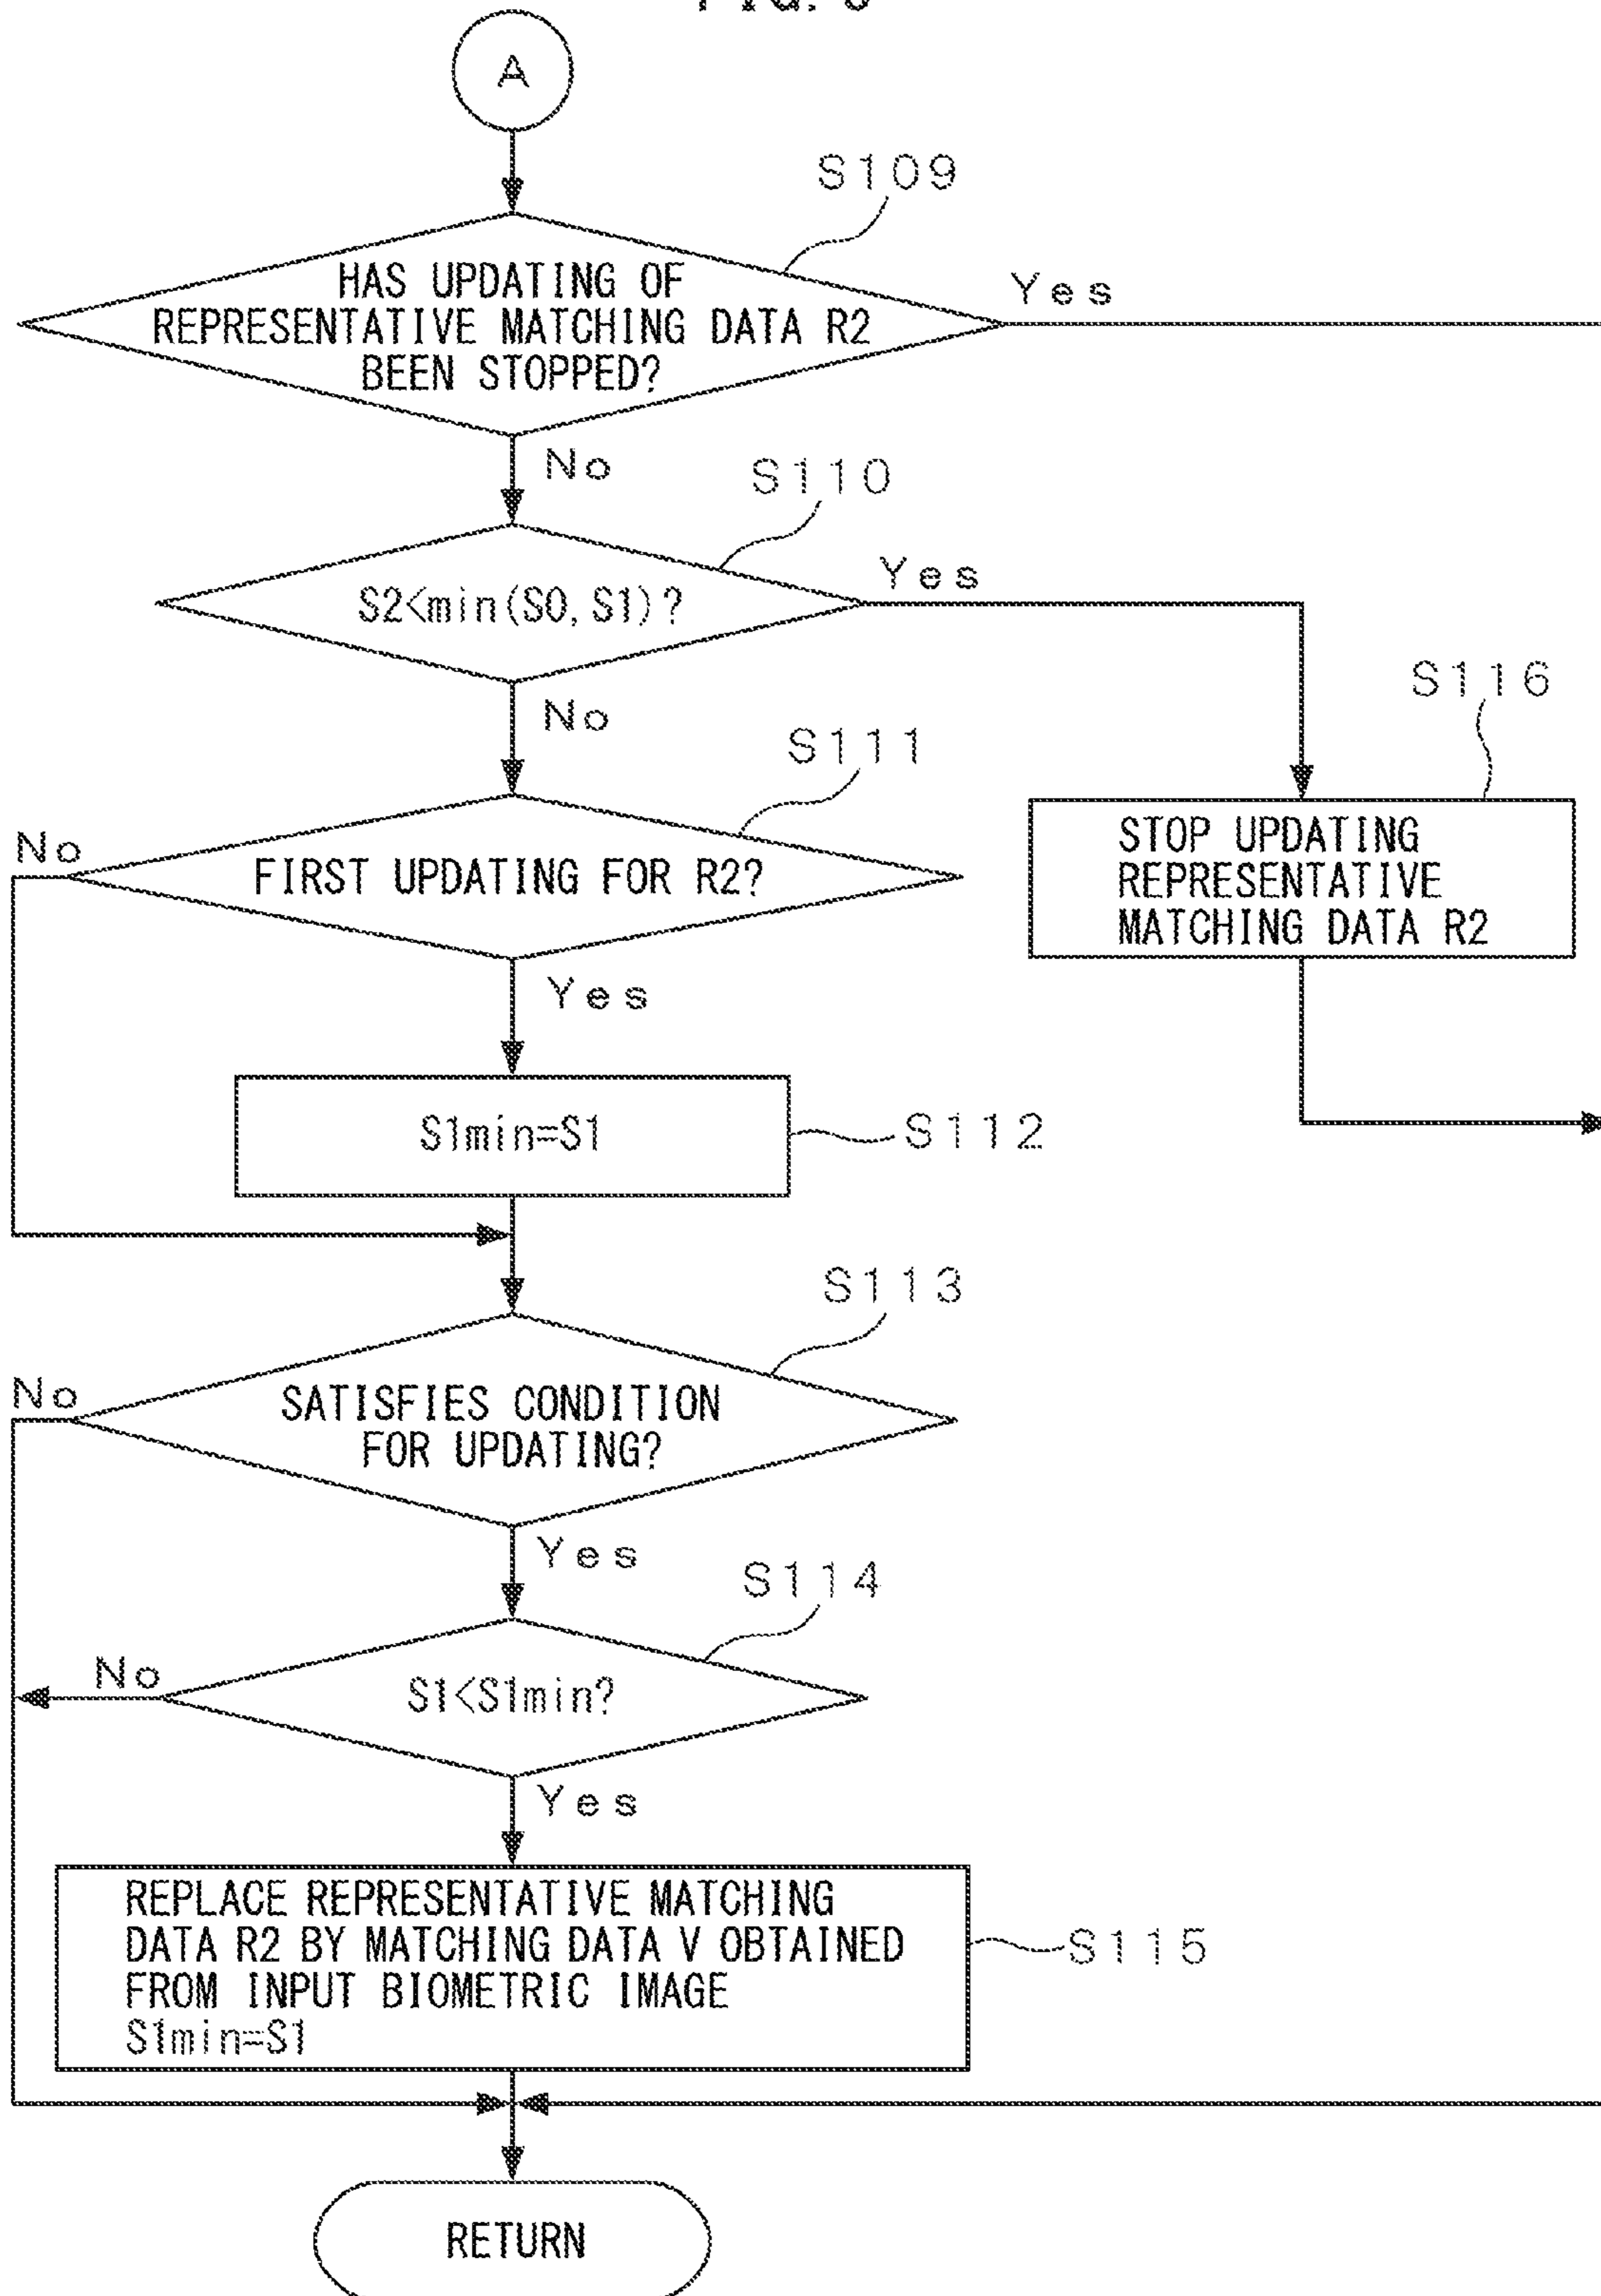 A
S109
HAS UPDATING OF
REPRESENTATIVE MATCHING DATA R2
BEEN STOPPED?
Yes
No
S110
S2<min(S0,S1)?
Yes
No
S116
STOP UPDATING
REPRESENTATIVE
MATCHING DATA R2
S111
No
FIRST UPDATING FOR R2?
Yes
S1min=S1
S112
S113
No
SATISFIES CONDITION
FOR UPDATING?
Yes
S114
No
S1<S1min?
Yes
REPLACE REPRESENTATIVE MATCHING
DATA R2 BY MATCHING DATA V OBTAINED
FROM INPUT BIOMETRIC IMAGE
S1min=S1
S115
RETURN